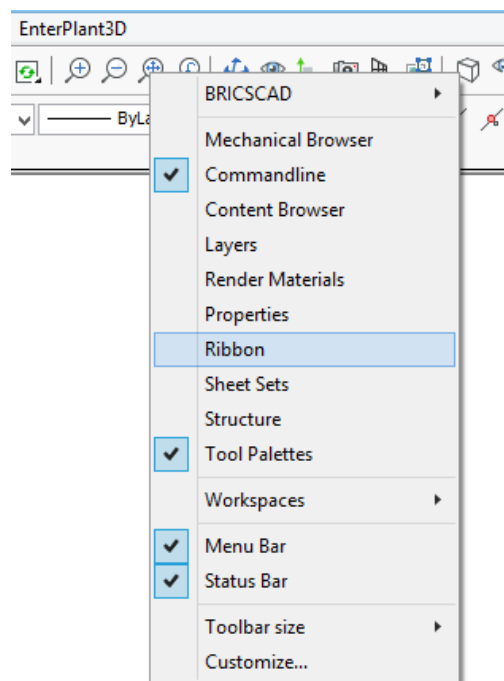 EnterPlant3D
ByLa
BRICSCAD
Mechanical Browser
Commandline
Content Browser
Layers
Render Materials
Properties
Ribbon
Sheet Sets
Structure
Tool Palettes
Workspaces
Menu Bar
Status Bar
Toolbar size
Customize...